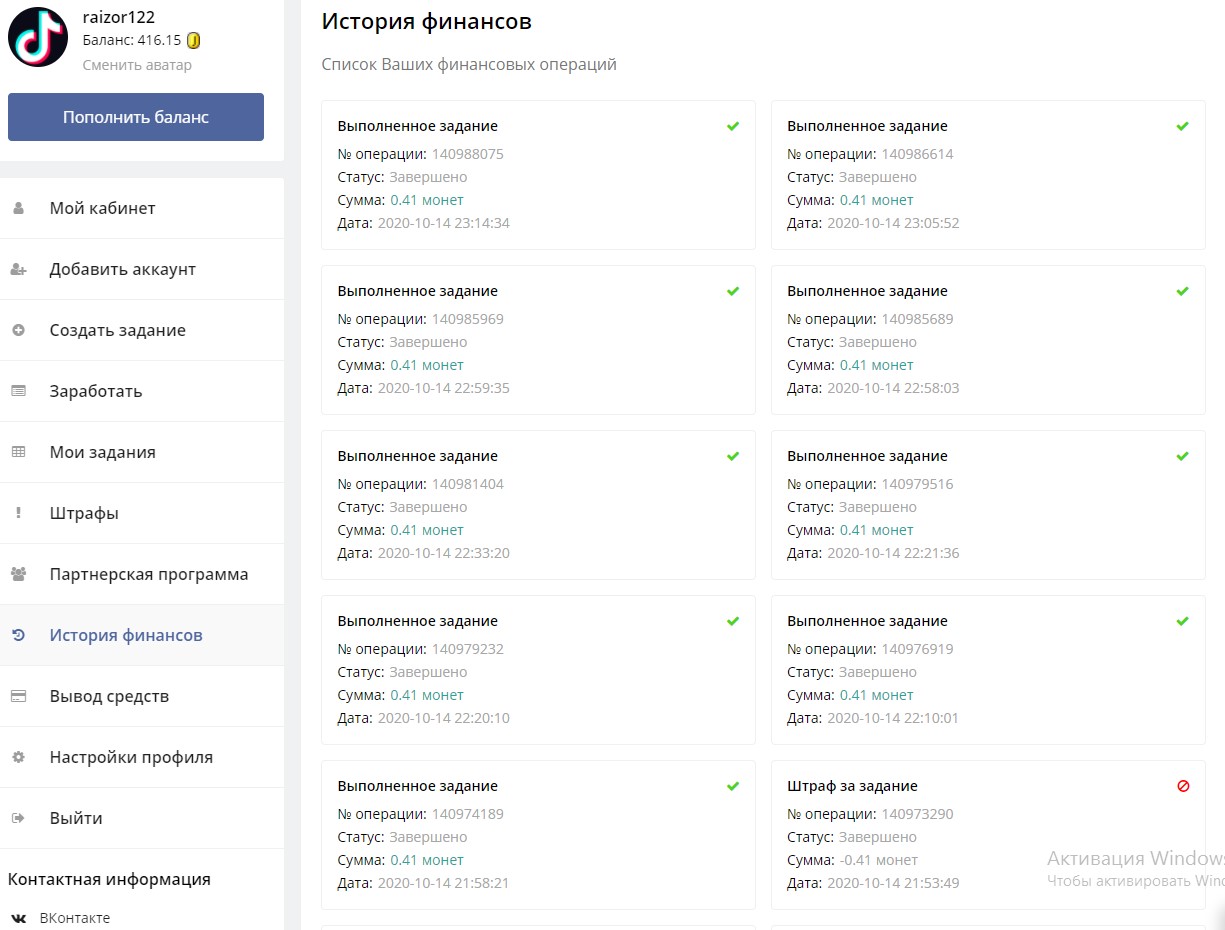 raizor122
Баланс: 416.15
Сменить аватар
Пополнить баланс
Мой кабинет
Добавить аккаунт
Создать задание
Заработать
Мои задания
Штрафы
Партнерская программа
История финансов
Вывод средств
Настройки профиля
Выйти
Контактная информация
ВКонтакте
История финансов
Список Ваших финансовых операций
Выполненное задание
№ операции: 140988075
Статус: Завершено
Сумма: 0.41 монет
Дата: 2020-10-14 23:14:34
Выполненное задание
№ операции: 140986614
Статус: Завершено
Сумма: 0.41 монет
Дата: 2020-10-14 23:05:52
Выполненное задание
№ операции: 140985969
Статус: Завершено
Сумма: 0.41 монет
Дата: 2020-10-14 22:59:35
Выполненное задание
№ операции: 140985689
Статус: Завершено
Сумма: 0.41 монет
Дата: 2020-10-14 22:58:03
Выполненное задание
№ операции: 140981404
Статус: Завершено
Сумма: 0.41 монет
Дата: 2020-10-14 22:33:20
Выполненное задание
№ операции: 140979516
Статус: Завершено
Сумма: 0.41 монет
Дата: 2020-10-14 22:21:36
Выполненное задание
№ операции: 140979232
Статус: Завершено
Сумма: 0.41 монет
Дата: 2020-10-14 22:20:10
Выполненное задание
№ операции: 140976919
Статус: Завершено
Сумма: 0.41 монет
Дата: 2020-10-14 22:10:01
Выполненное задание
№ операции: 140974189
Статус: Завершено
Сумма: 0.41 монет
Дата: 2020-10-14 21:58:21
Штраф за задание
№ операции: 140973290
Статус: Завершено
Сумма: -0.41 монет
Дата: 2020-10-14 21:53:49
Активация Windows
Чтобы активировать Wind